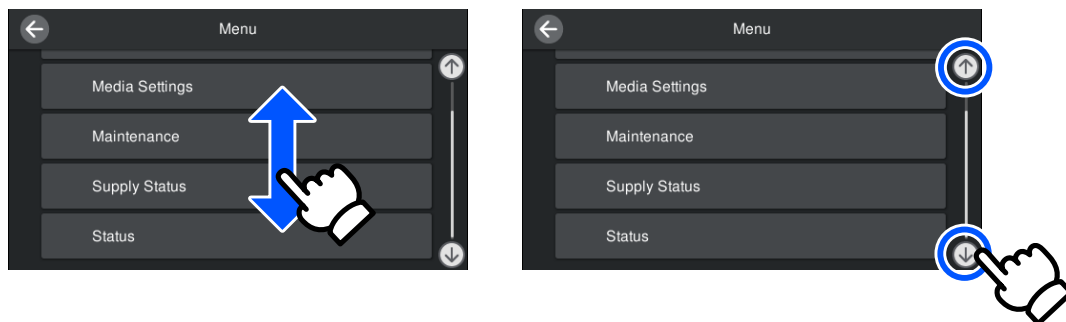 Menu
Media Settings
Maintenance
Supply Status
Status
Menu
Media Settings
Maintenance
Supply Status
Status